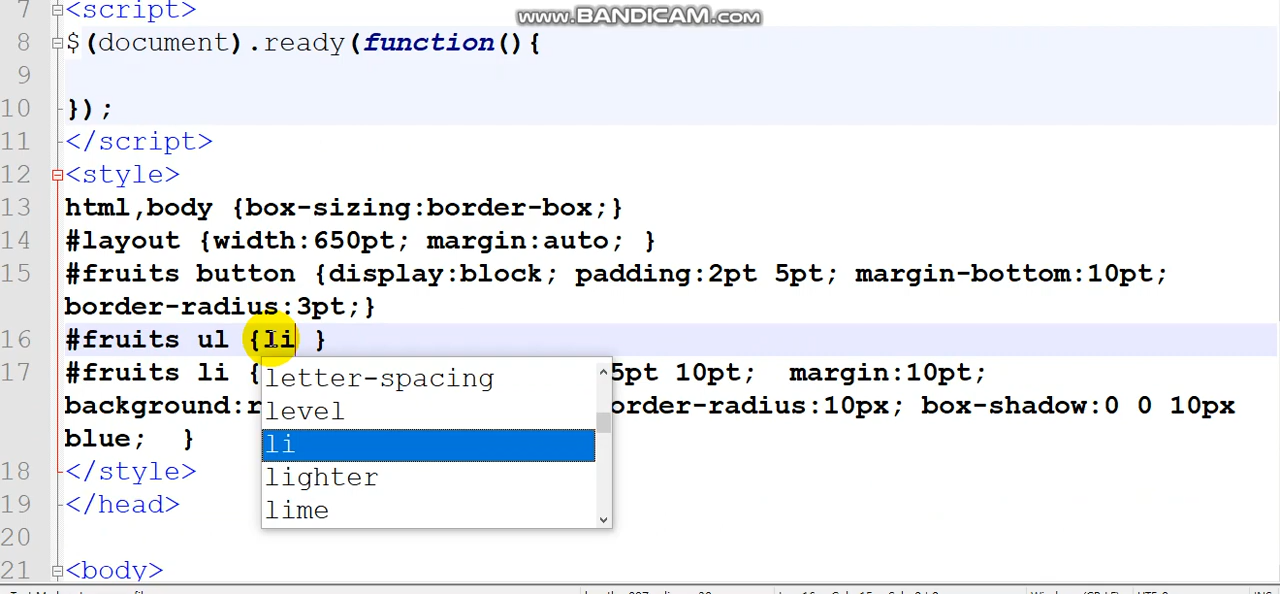 www.BANDICAM.com
7 <script>
8 $(document).ready(function(){
9
10 });
11 </script>
12 <style>
13 html,body {box-sizing:border-box;}
14 #layout {width:650pt; margin:auto; }
15 #fruits button {display:block; padding:2pt 5pt; margin-bottom:10pt;
border-radius:3pt;}
16 #fruits ul {li }
17 #fruits li { 5pt 10pt; margin:10pt;
background: order-radius:10px; box-shadow:0 0 10px
blue; }
18 </style>
19 </head>
20
21 <body>
letter-spacing
level
li
lighter
lime